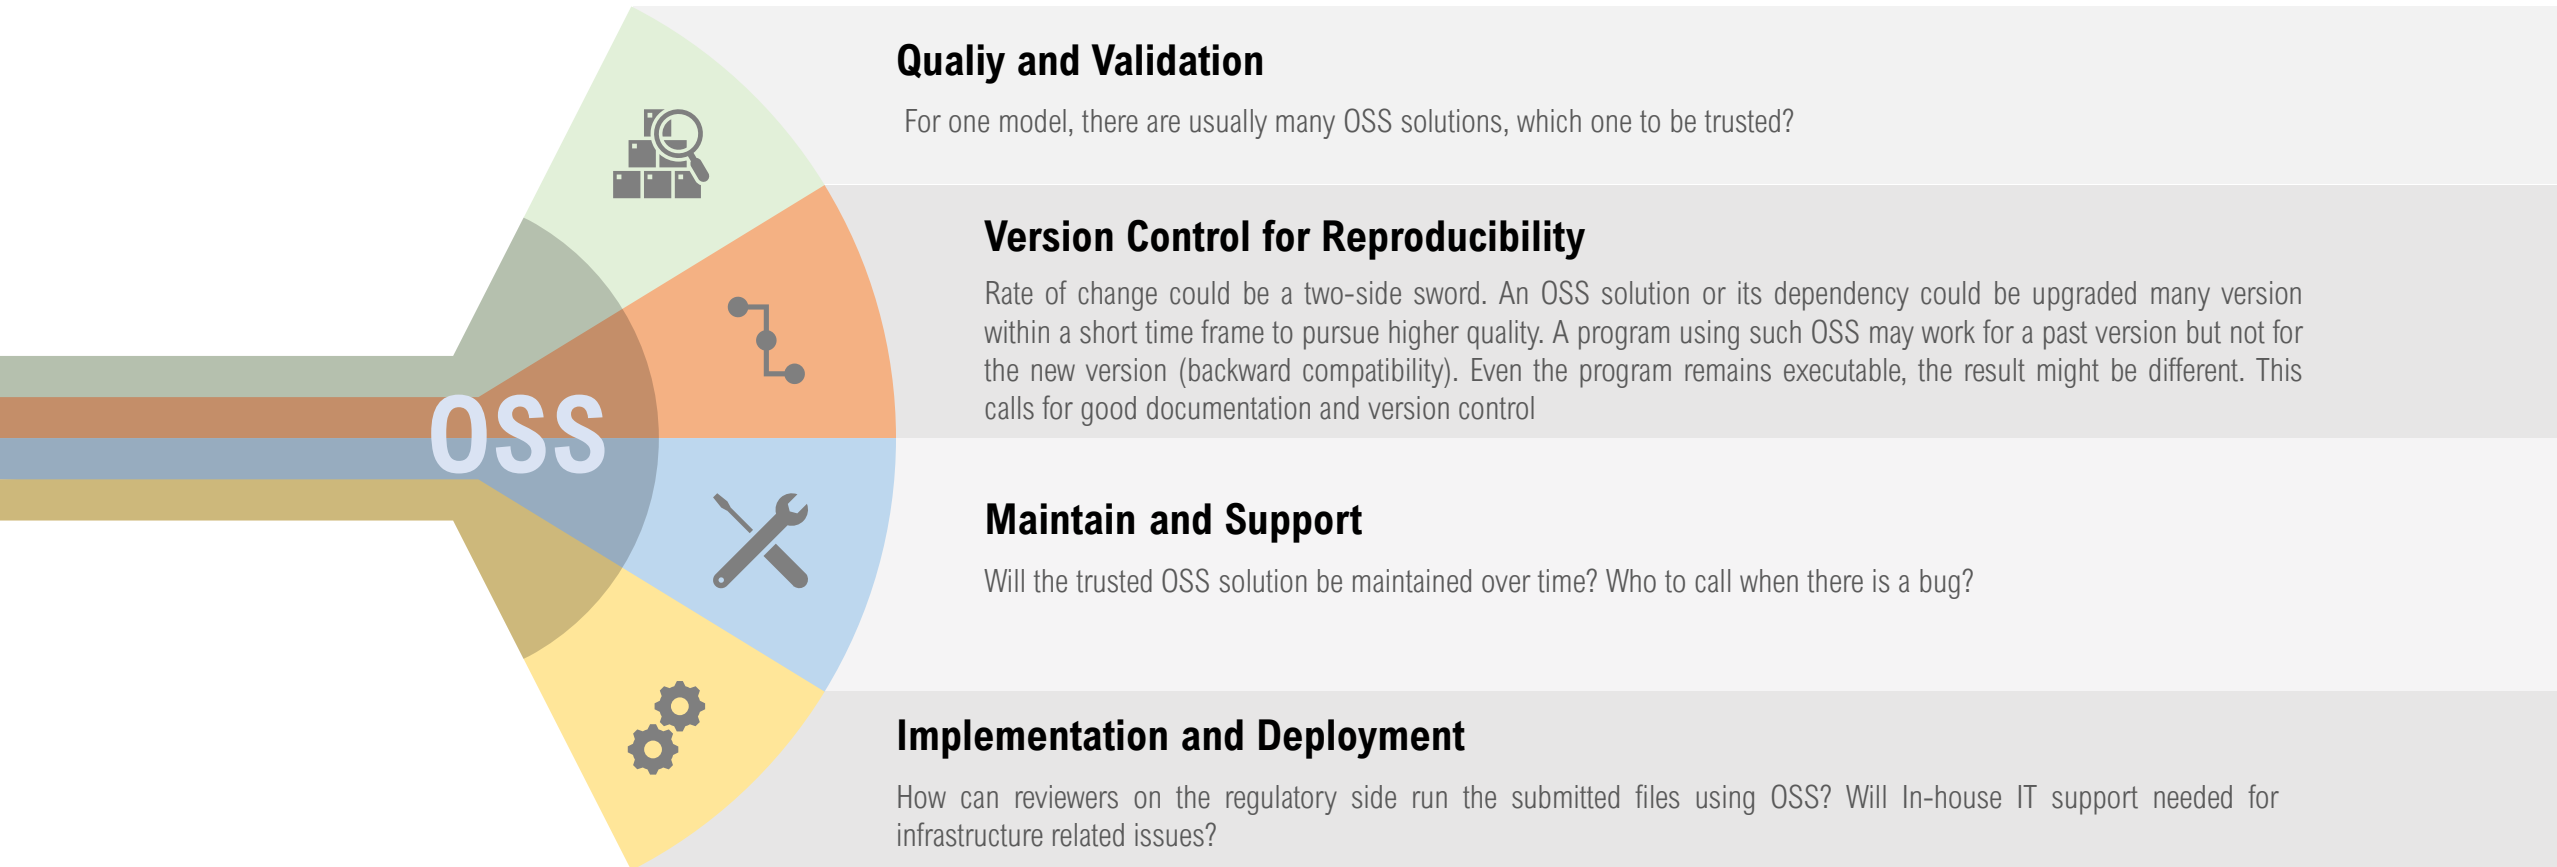 Qualiy and Validation
For one model, there are usually many OSS solutions, which one to be trusted?
Version Control for Reproducibility
Rate of change could be a two-side sword. An OSS solution or its dependency could be upgraded many version
within a short time frame to pursue higher quality. A program using such OSS may work for a past version but not for
the new version (backward compatibility). Even the program remains executable, the result might be different. This
calls for good documentation and version control
OSS
Maintain and Support
Will the trusted OSS solution be maintained over time? Who to call when there is a bug?
Implementation and Deployment
How can reviewers on the regulatory side run the submitted files using OSS? Will In-house IT support needed for
infrastructure related issues?